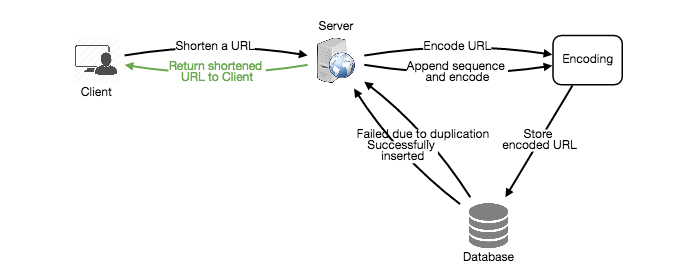 Server
Shorten a URL
Encode URL
Encoding
Return shortened
URL to Client
Append sequence
and encode
Client
Failed due to duplication
Successfully
inserted
Store
encoded URL
Database